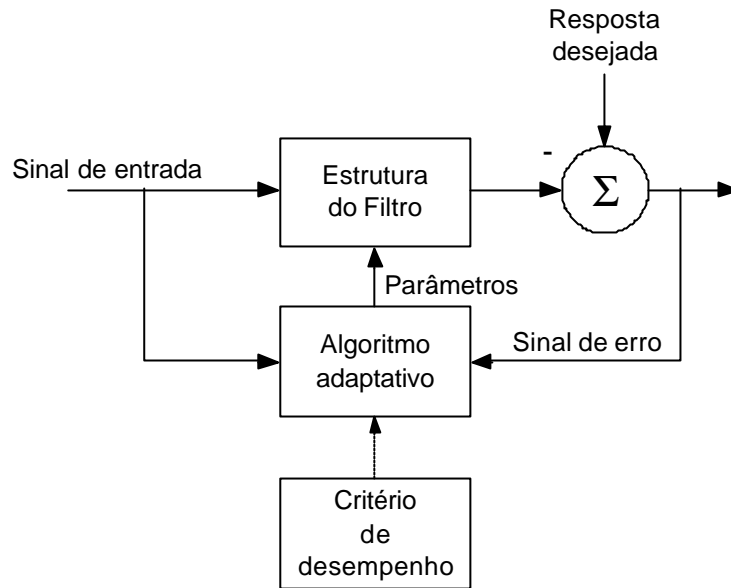 Resposta
desejada
-
Sinal de entrada
Estrutura
do Filtro
Σ
Parâmetros
Algoritmo
adaptativo
Sinal de erro
Critério
de
desempenho